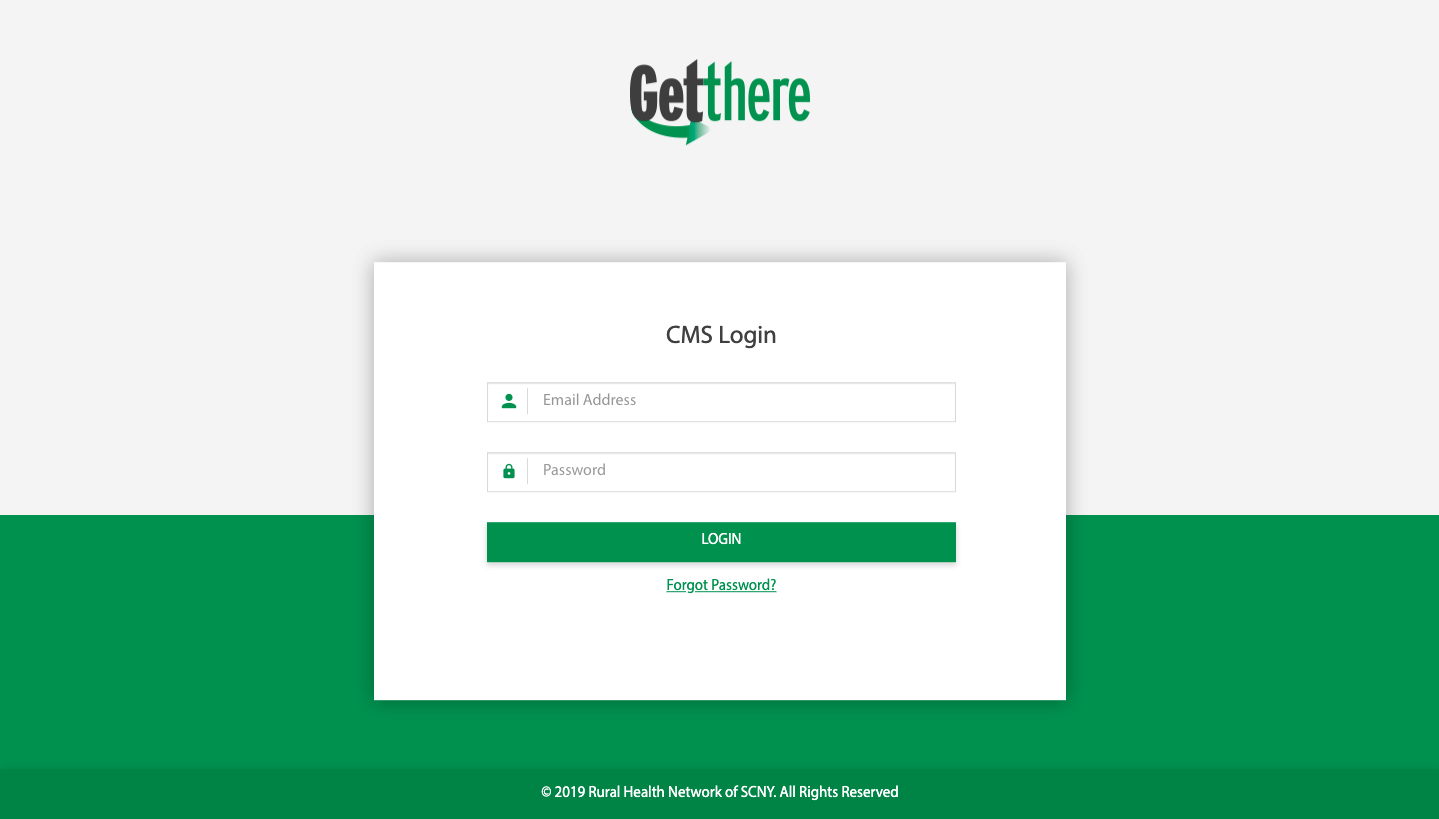 Getthere
CMS Login
Email Address
Password
LOGIN
Forgot Password?
© 2019 Rural Health Network of SCNY. All Rights Reserved